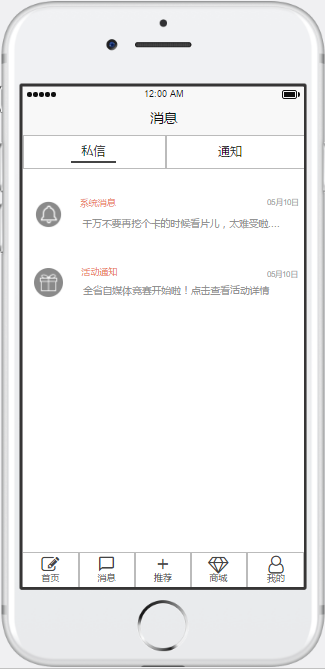 12:00 AM
消息
私信
通知
系统消息
05月10日
千万不要再挖个卡的时候看片儿，太难受啦....
活动通知
05月10日
全省自媒体竞赛开始啦！点击查看活动详情
首页
消息
推荐
商城
我的